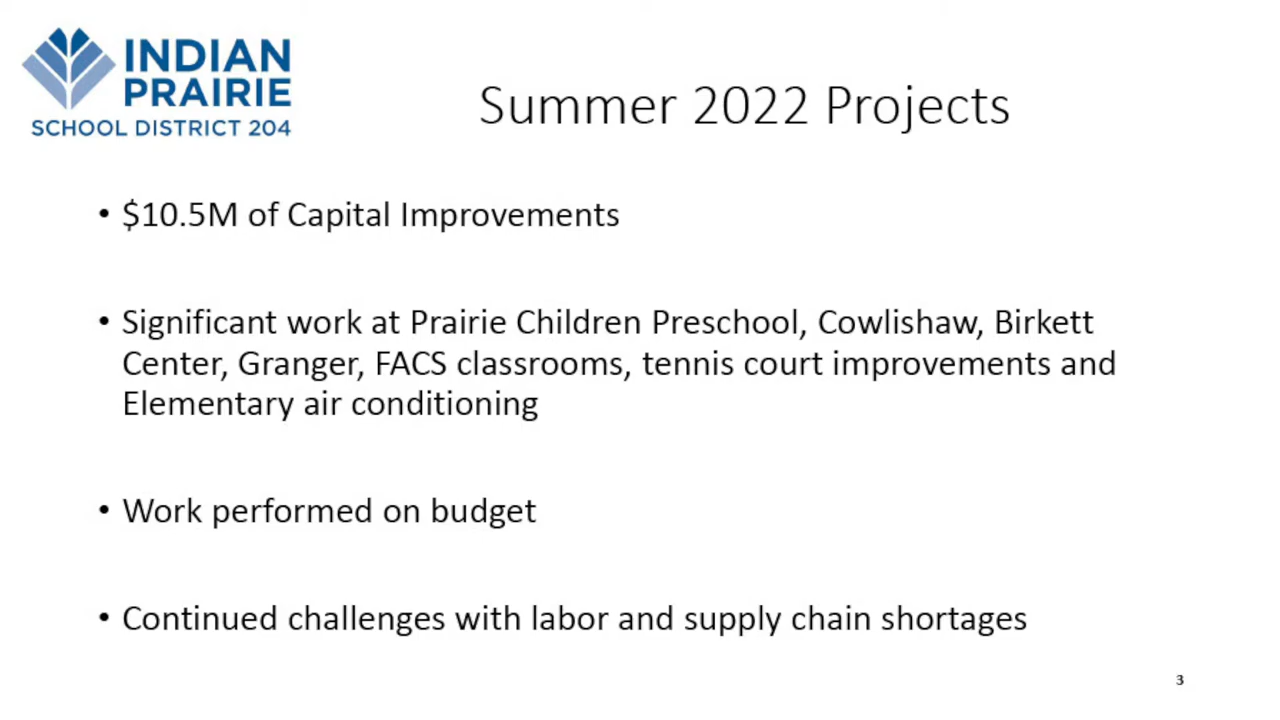 INDIAN
PRAIRIE
SCHOOL DISTRICT 204
Summer 2022 Projects
• $10.5M of Capital Improvements
• Significant work at Prairie Children Preschool, Cowlishaw, Birkett
Center, Granger, FACS classrooms, tennis court improvements and
Elementary air conditioning
• Work performed on budget
• Continued challenges with labor and supply chain shortages
3